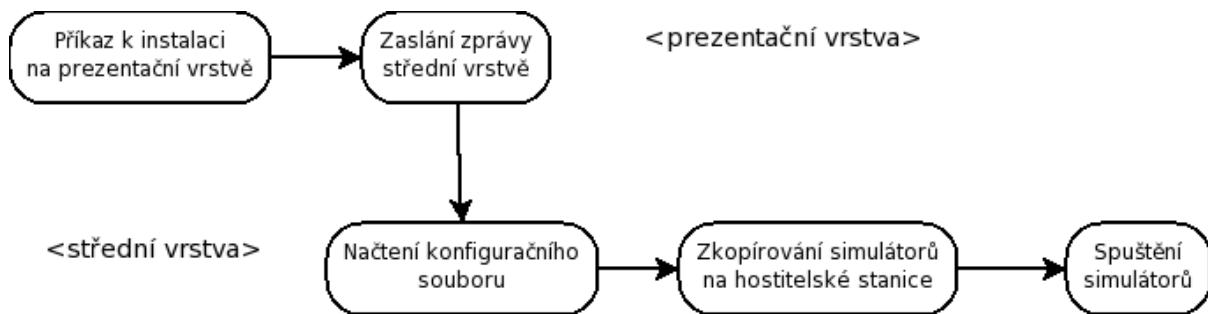 Příkaz k instalaci
na prezentační vrstvě
Zaslání zprávy
střední vrstvě
<prezentační vrstva>
<střední vrstva>
Načtení konfiguračního
souboru
Zkopírování simulátorů
na hostitelské stanice
Spuštění
simulátorů